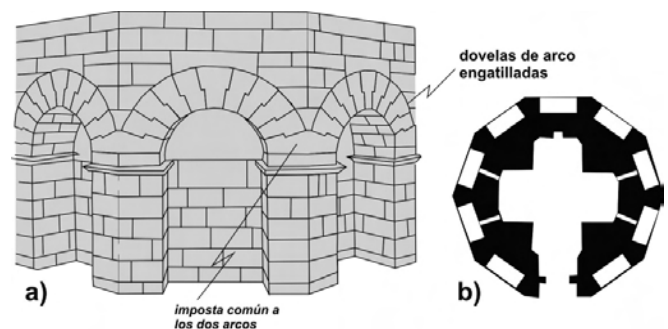 dovelas de arco
engatilladas
a)
imposta común a
los dos arcos
b)